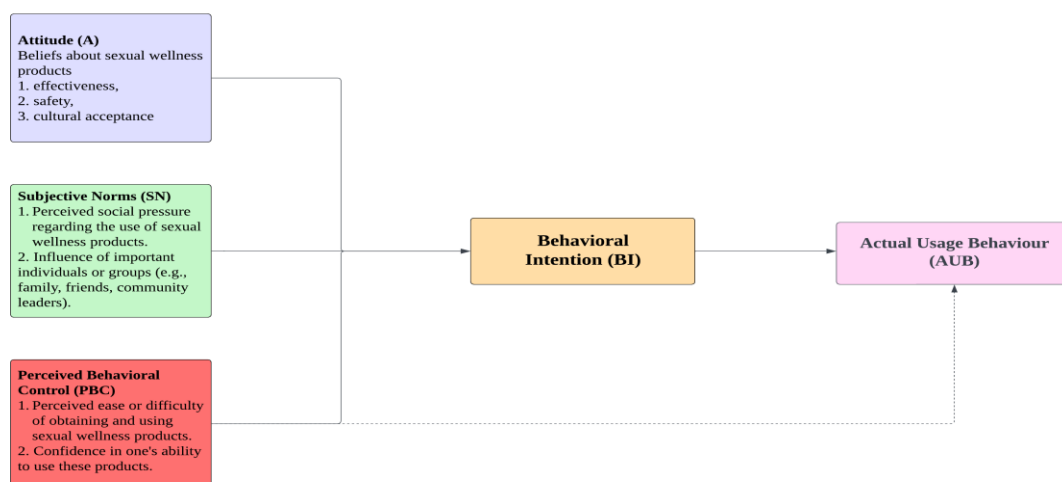 Attitude (A)
Beliefs about sexual wellness
products
1. effectiveness,
2. safety,
3. cultural acceptance
Subjective Norms (SN)
1. Perceived social pressure
regarding the use of sexual
wellness products.
2. Influence of important
individuals or groups (e.g.,
family, friends, community
leaders).
Perceived Behavioral
Control (PBC)
1. Perceived ease or difficulty
of obtaining and using
sexual wellness products.
2. Confidence in one's ability
to use these products.
Behavioral
Intention (BI)
Actual Usage Behaviour
(AUB)